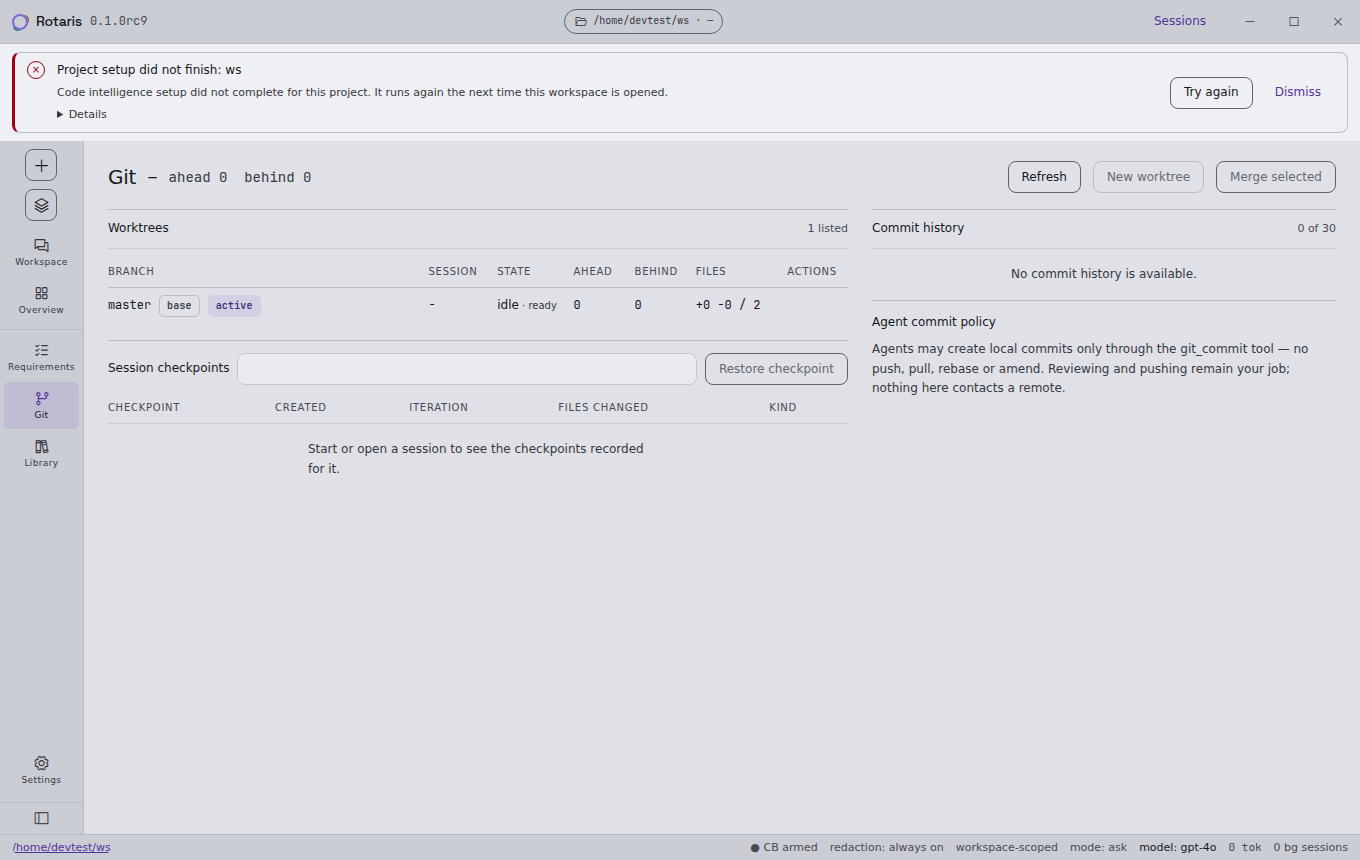 Rotaris 0.1.0rc9
/home/devtest/ws · —
Sessions
Project setup did not finish: ws
Code intelligence setup did not complete for this project. It runs again the next time this workspace is opened.
Details
Try again
Dismiss
Workspace
Overview
Requirements
Git
Library
Settings
Git — ahead 0 behind 0
Refresh
New worktree
Merge selected
Worktrees
1 listed
BRANCH SESSION STATE AHEAD BEHIND FILES ACTIONS
master base active - idle · ready 0 0 +0 -0 / 2
Session checkpoints
Restore checkpoint
CHECKPOINT CREATED ITERATION FILES CHANGED KIND
Start or open a session to see the checkpoints recorded
for it.
Commit history
0 of 30
No commit history is available.
Agent commit policy
Agents may create local commits only through the git_commit tool — no
push, pull, rebase or amend. Reviewing and pushing remain your job;
nothing here contacts a remote.
/home/devtest/ws
CB armed redaction: always on workspace-scoped mode: ask model: gpt-4o 0 tok 0 bg sessions